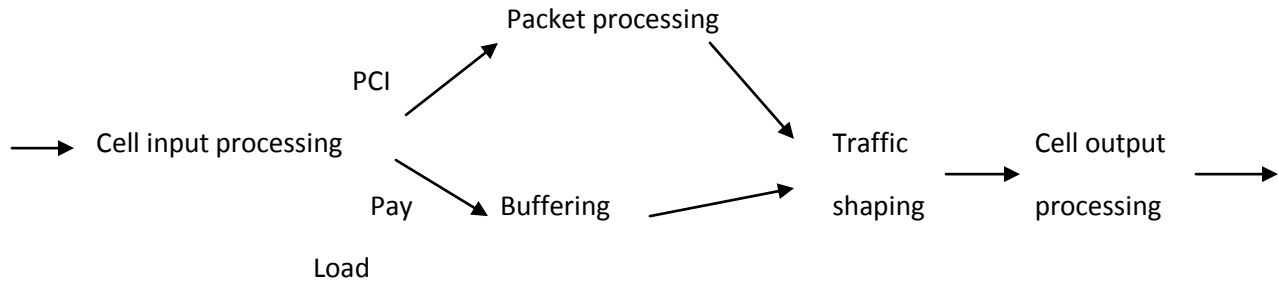 Packet processing
PCI
Cell input processing
Traffic
shaping
Cell output
processing
Pay
Load
Buffering